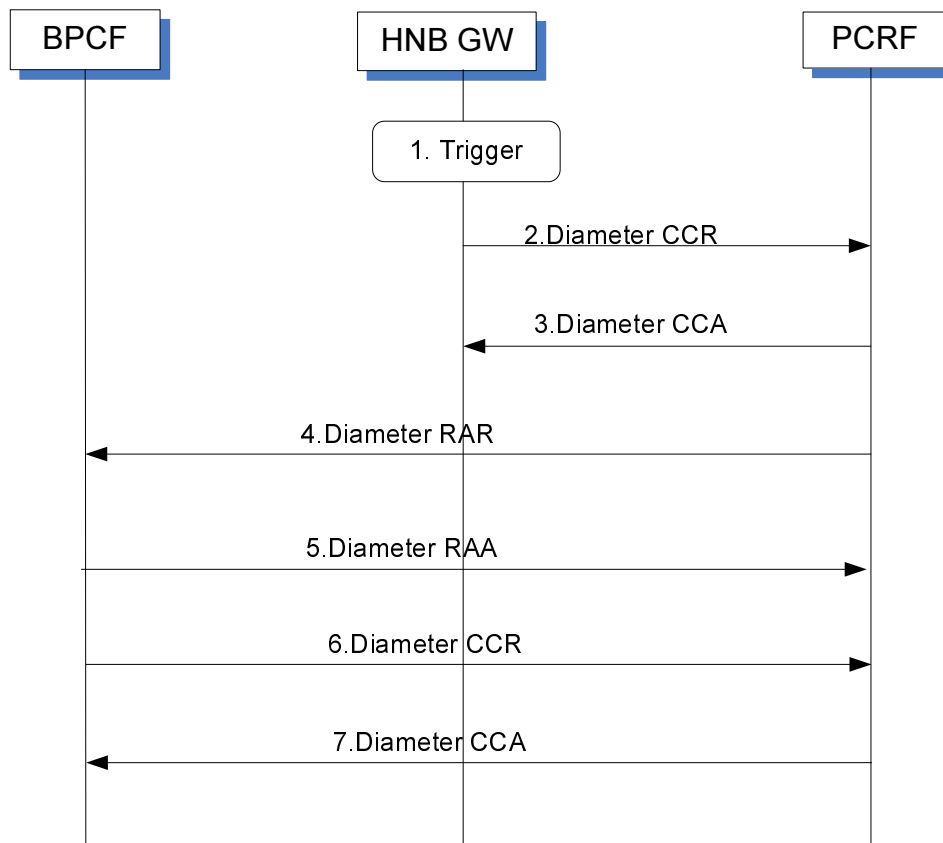 BPCF
HNB GW
PCRF
1. Trigger
2.Diameter CCR
3.Diameter CCA
4.Diameter RAR
5.Diameter RAA
6.Diameter CCR
7.Diameter CCA